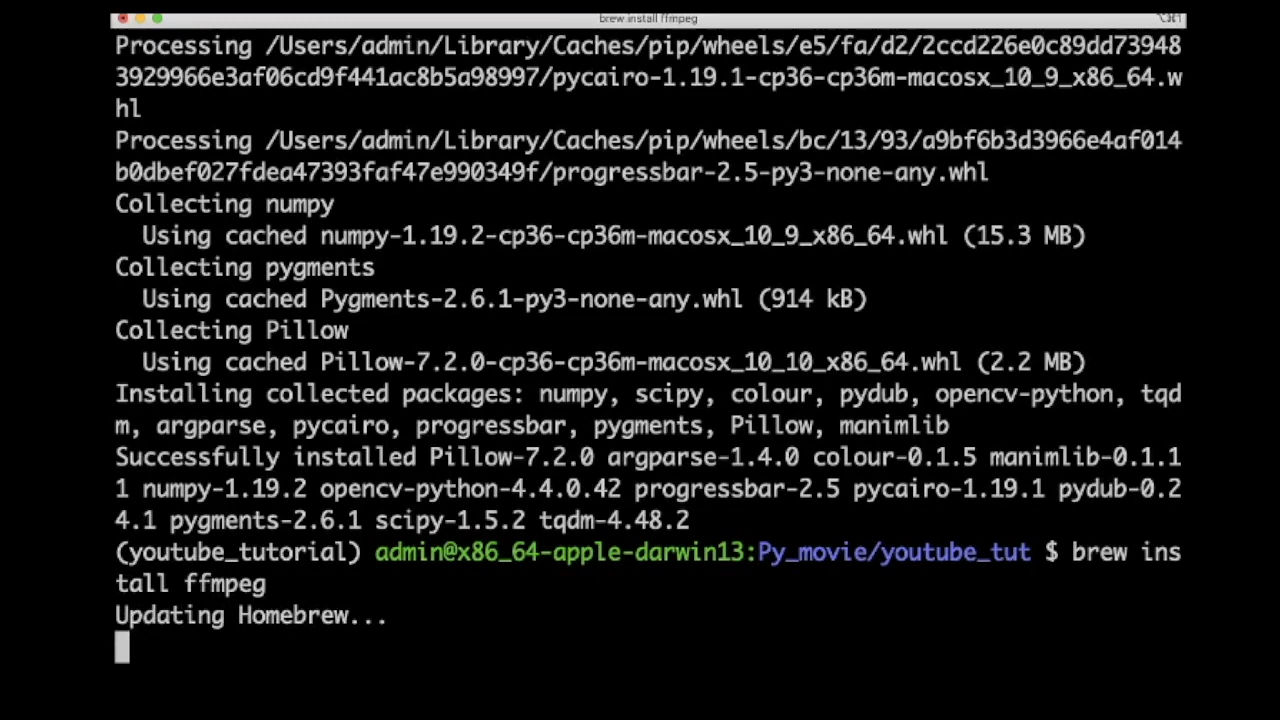 brew install ffmpeg
⌥⌘1
Processing /Users/admin/Library/Caches/pip/wheels/e5/fa/d2/2ccd226e0c89dd73948
3929966e3af06cd9f441ac8b5a98997/pycairo-1.19.1-cp36-cp36m-macosx_10_9_x86_64.w
hl
Processing /Users/admin/Library/Caches/pip/wheels/bc/13/93/a9bf6b3d3966e4af014
b0dbef027fdea47393faf47e990349f/progressbar-2.5-py3-none-any.whl
Collecting numpy
  Using cached numpy-1.19.2-cp36-cp36m-macosx_10_9_x86_64.whl (15.3 MB)
Collecting pygments
  Using cached Pygments-2.6.1-py3-none-any.whl (914 kB)
Collecting Pillow
  Using cached Pillow-7.2.0-cp36-cp36m-macosx_10_10_x86_64.whl (2.2 MB)
Installing collected packages: numpy, scipy, colour, pydub, opencv-python, tqd
m, argparse, pycairo, progressbar, pygments, Pillow, manimlib
Successfully installed Pillow-7.2.0 argparse-1.4.0 colour-0.1.5 manimlib-0.1.1
1 numpy-1.19.2 opencv-python-4.4.0.42 progressbar-2.5 pycairo-1.19.1 pydub-0.2
4.1 pygments-2.6.1 scipy-1.5.2 tqdm-4.48.2
(youtube_tutorial) admin@x86_64-apple-darwin13:Py_movie/youtube_tut $ brew ins
tall ffmpeg
Updating Homebrew...